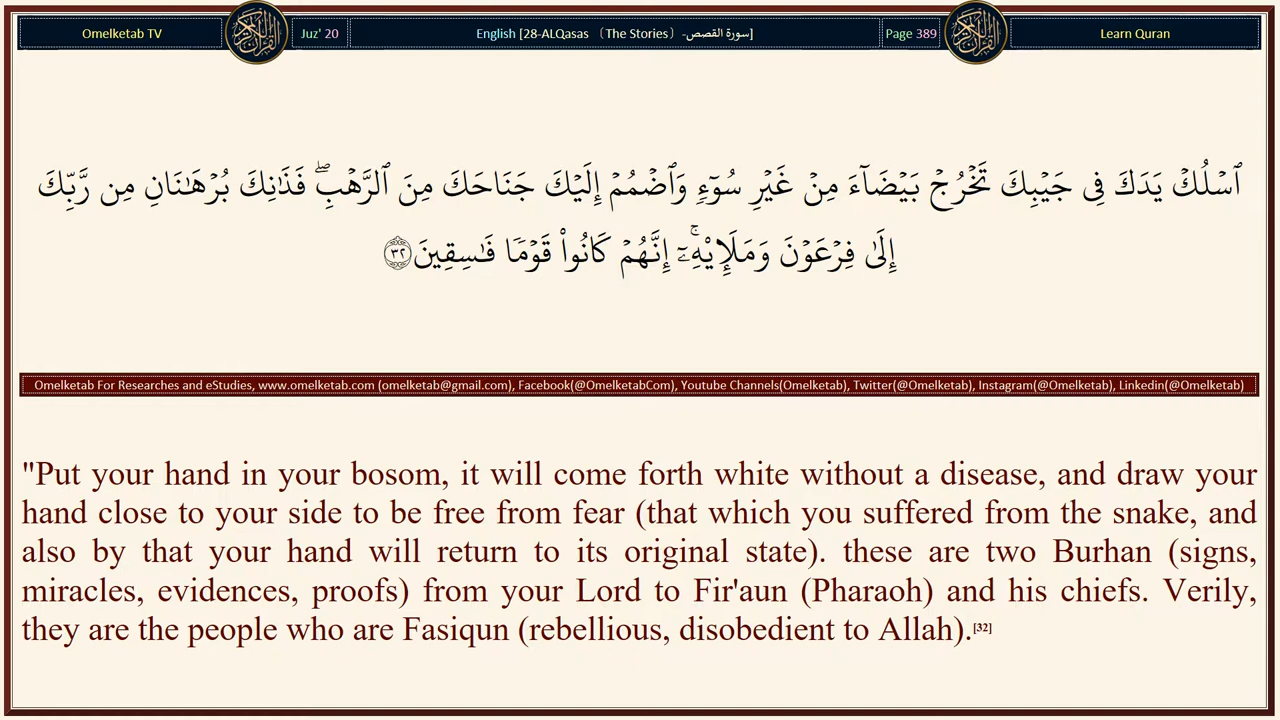 Omelketab TV
Juz' 20
English [28-ALQasas (The Stories) -سورة القصص]
Page 389
Learn Quran
ٱسۡلُكۡ يَدَكَ فِي جَيۡبِكَ تَخۡرُجۡ بَيۡضَآءَ مِنۡ غَيۡرِ سُوٓءٖ وَٱضۡمُمۡ إِلَيۡكَ جَنَاحَكَ مِنَ ٱلرَّهۡبِۖ فَذَٰنِكَ بُرۡهَٰنَانِ مِن رَّبِّكَ
إِلَىٰ فِرۡعَوۡنَ وَمَلَإِيْهِۦٓۚ إِنَّهُمۡ كَانُواْ قَوۡمٗا فَٰسِقِينَ ٣٢
Omelketab For Researches and eStudies, www.omelketab.com (omelketab@gmail.com), Facebook(@OmelketabCom), Youtube Channels(Omelketab), Twitter(@Omelketab), Instagram(@Omelketab), Linkedin(@Omelketab)
"Put your hand in your bosom, it will come forth white without a disease, and draw your
hand close to your side to be free from fear (that which you suffered from the snake, and
also by that your hand will return to its original state). these are two Burhan (signs,
miracles, evidences, proofs) from your Lord to Fir'aun (Pharaoh) and his chiefs. Verily,
they are the people who are Fasiqun (rebellious, disobedient to Allah).[32]